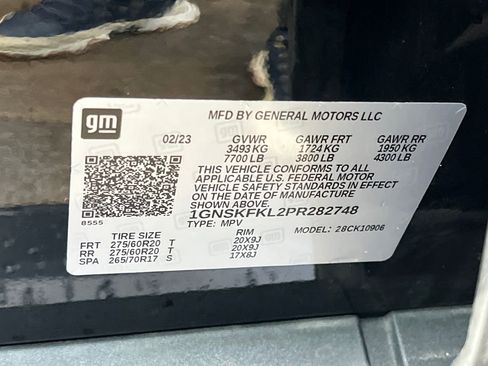 gm
MFD BY GENERAL MOTORS LLC
02/23 GVWR GAWR FRT GAWR RR
3493 KG 1724 KG 1950 KG
7700 LB 3800 LB 4300 LB
THIS VEHICLE CONFORMS TO ALL
APPLICABLE U.S. FEDERAL MOTOR
VEHICLE SAFETY STANDARDS IN EFFECT
ON THE DATE OF MANUFACTURE
SHOWN ABOVE.
1GNSKFKL2PR282748
8555 TYPE: MPV
TIRE SIZE RIM MODEL: 28CK10906
FRT 275/60R20 T 20X9J
RR 275/60R20 T 20X9J
SPA 265/70R17 S 17X8J